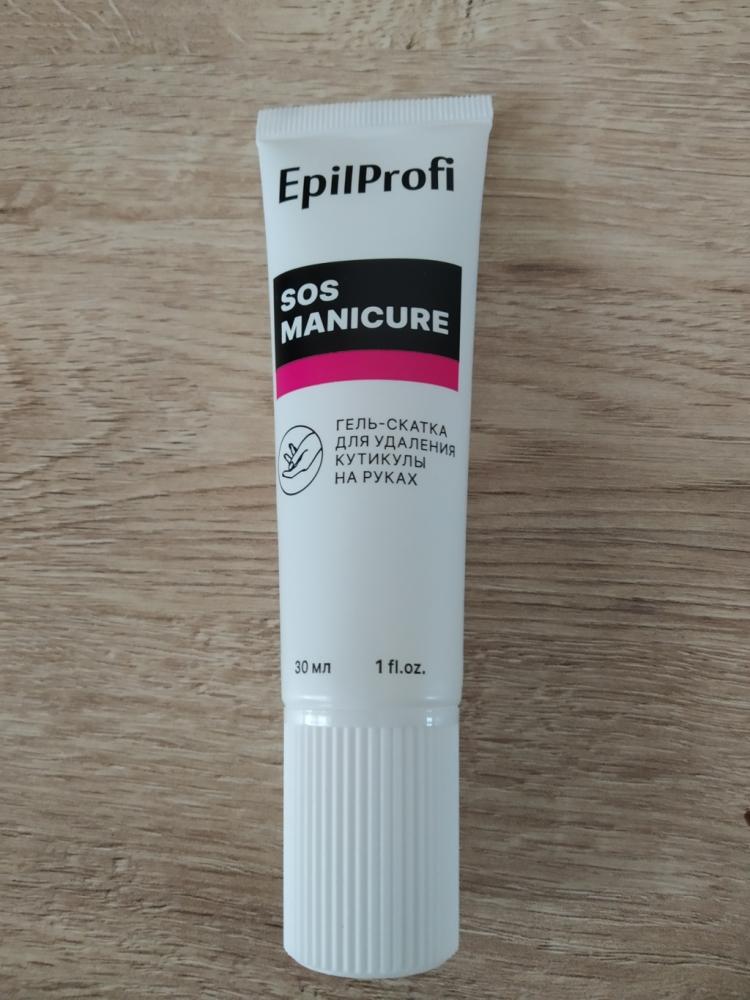 EpilProfi
SOS
MANICURE
ГЕЛЬ-СКАТКА
ДЛЯ УДАЛЕНИЯ
КУТИКУЛЫ
НА РУКАХ
30 мл 1 fl.oz.